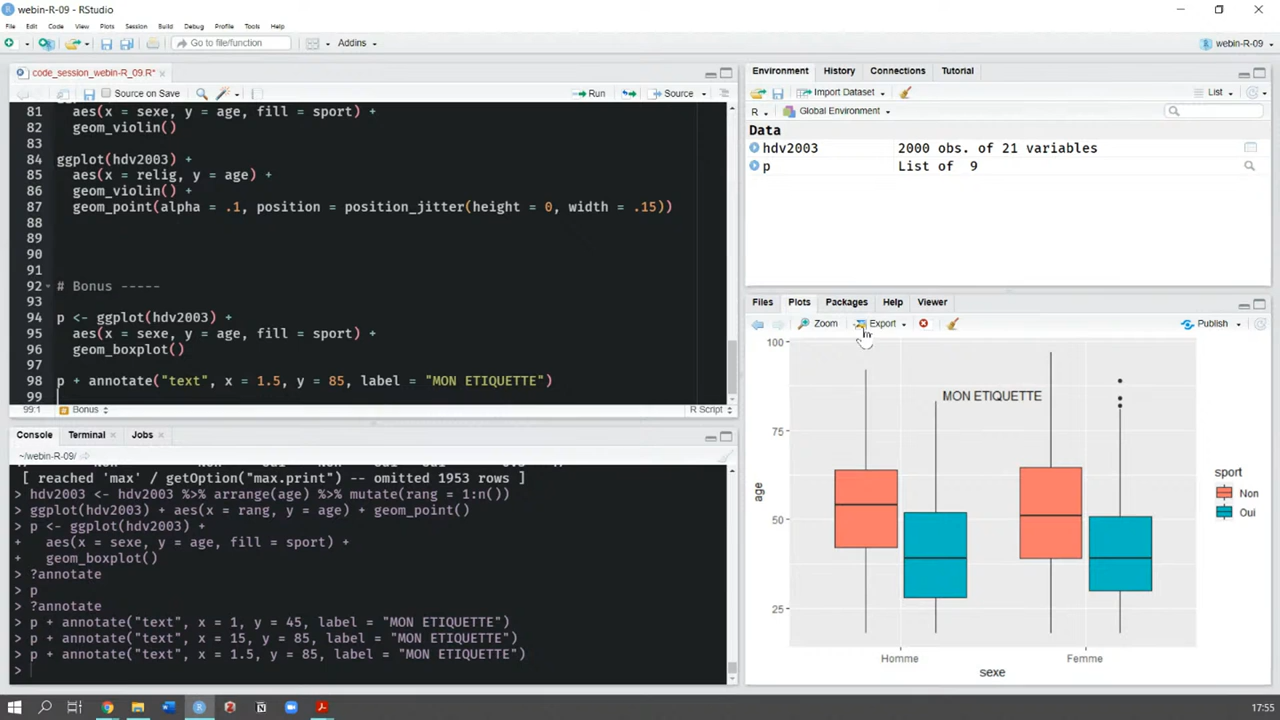 webin-R-09 - RStudio
File Edit Code View Plots Session Build Debug Profile Tools Help
Go to file/function Addins webin-R-09
code_session_webin-R_09.R*
Source on Save Run Source
81 aes(x = sexe, y = age, fill = sport) +
82 geom_violin()
83
84 ggplot(hdv2003) +
85 aes(x = relig, y = age) +
86 geom_violin() +
87 geom_point(alpha = .1, position = position_jitter(height = 0, width = .15))
88
89
90
91
92 # Bonus -----
93
94 p <- ggplot(hdv2003) +
95 aes(x = sexe, y = age, fill = sport) +
96 geom_boxplot()
97
98 p + annotate("text", x = 1.5, y = 85, label = "MON ETIQUETTE")
99
99:1 Bonus R Script
Console Terminal Jobs
~/webin-R-09/
[ reached 'max' / getOption("max.print") -- omitted 1953 rows ]
> hdv2003 <- hdv2003 %>% arrange(age) %>% mutate(rang = 1:n())
> ggplot(hdv2003) + aes(x = rang, y = age) + geom_point()
> p <- ggplot(hdv2003) +
+ aes(x = sexe, y = age, fill = sport) +
+ geom_boxplot()
> ?annotate
> p
> ?annotate
> p + annotate("text", x = 1, y = 45, label = "MON ETIQUETTE")
> p + annotate("text", x = 15, y = 85, label = "MON ETIQUETTE")
> p + annotate("text", x = 1.5, y = 85, label = "MON ETIQUETTE")
>
Environment History Connections Tutorial
Import Dataset List
R Global Environment
Data
hdv2003 2000 obs. of 21 variables
p List of 9
Files Plots Packages Help Viewer
Zoom Export Publish
100
75
50
25
age
MON ETIQUETTE
Homme Femme
sexe
sport
Non
Oui
17:55